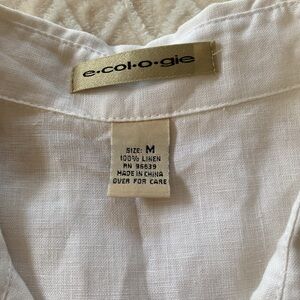 e·col·o·gie
SIZE: M
100% LINEN
RN 96639
MADE IN CHINA
OVER FOR CARE